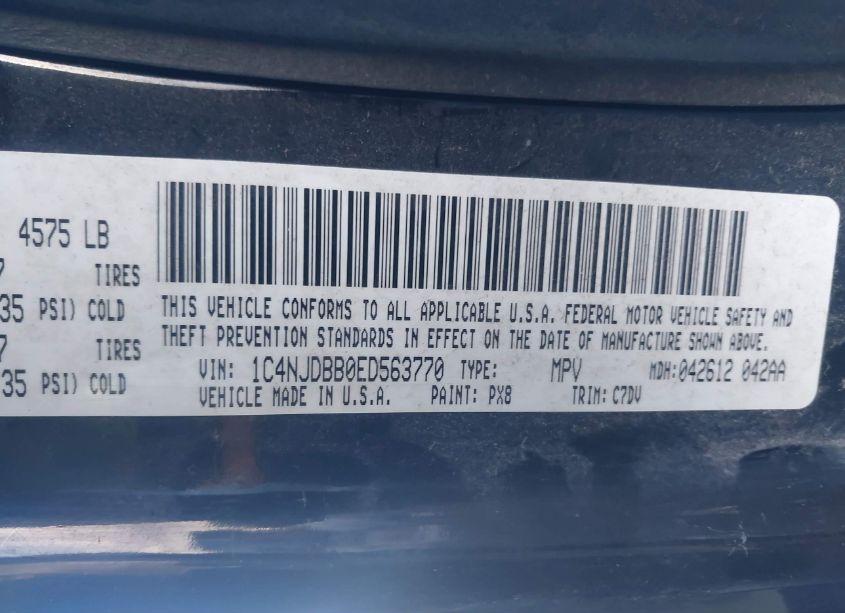 4575 LB
7 TIRES
35 PSI) COLD
7 TIRES
35 PSI) COLD
THIS VEHICLE CONFORMS TO ALL APPLICABLE U.S.A. FEDERAL MOTOR VEHICLE SAFETY AND
THEFT PREVENTION STANDARDS IN EFFECT ON THE DATE OF MANUFACTURE SHOWN ABOVE.
VIN: 1C4NJDBB0ED563770 TYPE: MPV MDH:042612 042AA
VEHICLE MADE IN U.S.A. PAINT: PX8 TRIM: C7DV